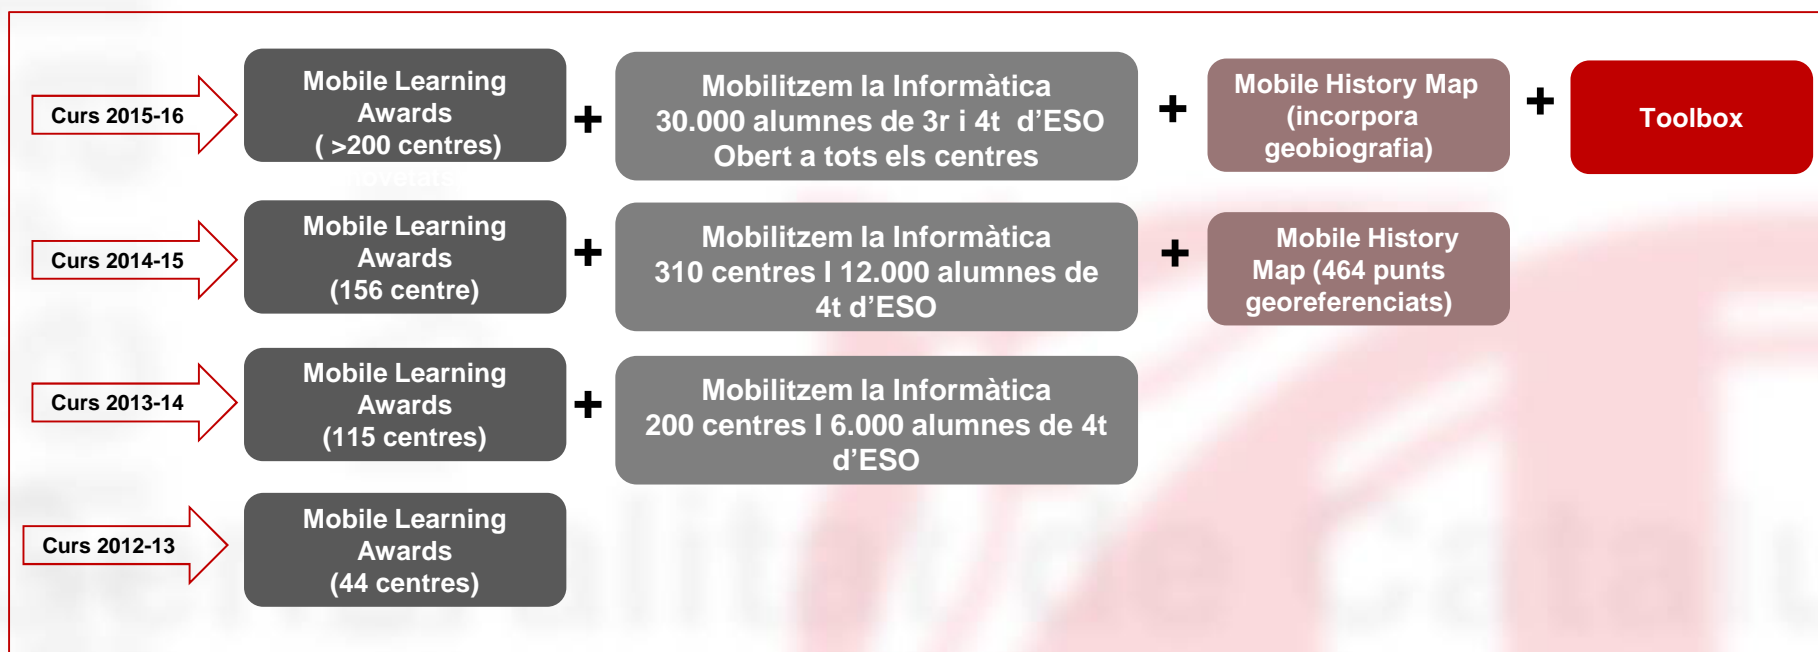 Curs 2015-16
Mobile Learning
Awards
( >200 centres)
novetats
+
Mobilitzem la Informàtica
30.000 alumnes de 3r i 4t d’ESO
Obert a tots els centres
+
Mobile History Map
(incorpora
geobiografia)
+
Toolbox
Curs 2014-15
Mobile Learning
Awards
(156 centre)
+
Mobilitzem la Informàtica
310 centres l 12.000 alumnes de
4t d’ESO
+
Mobile History
Map (464 punts
georeferenciats)
Curs 2013-14
Mobile Learning
Awards
(115 centres)
+
Mobilitzem la Informàtica
200 centres l 6.000 alumnes de 4t
d’ESO
Curs 2012-13
Mobile Learning
Awards
(44 centres)